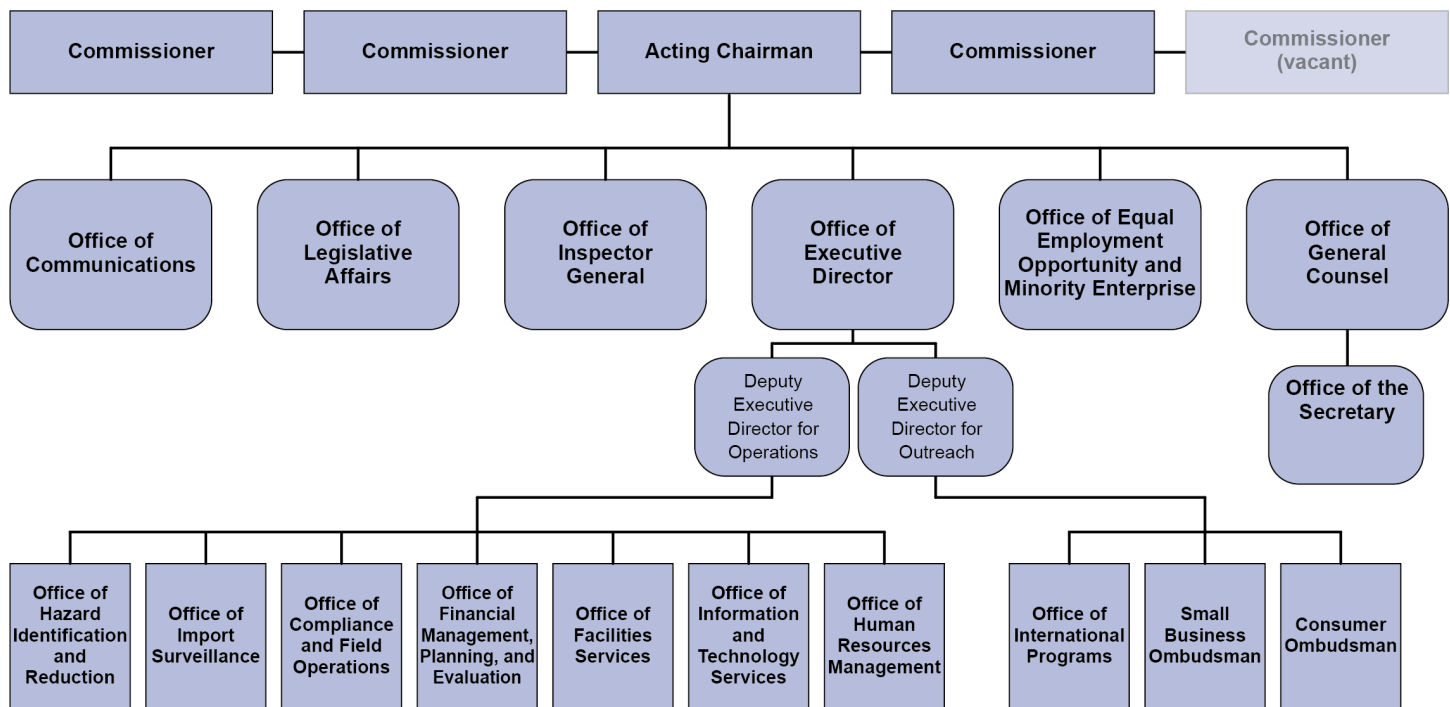 Commissioner
Commissioner
Acting Chairman
Commissioner
Commissioner
(vacant)
Office of
Communications
Office of
Legislative
Affairs
Office of
Inspector
General
Office of
Executive
Director
Office of Equal
Employment
Opportunity and
Minority Enterprise
Office of
General
Counsel
Deputy
Executive
Director for
Operations
Deputy
Executive
Director for
Outreach
Office of the
Secretary
Office of
Hazard
Identification
and
Reduction
Office of
Import
Surveillance
Office of
Compliance
and Field
Operations
Office of
Financial
Management,
Planning, and
Evaluation
Office of
Facilities
Services
Office of
Information
and
Technology
Services
Office of
Human
Resources
Management
Office of
International
Programs
Small
Business
Ombudsman
Consumer
Ombudsman